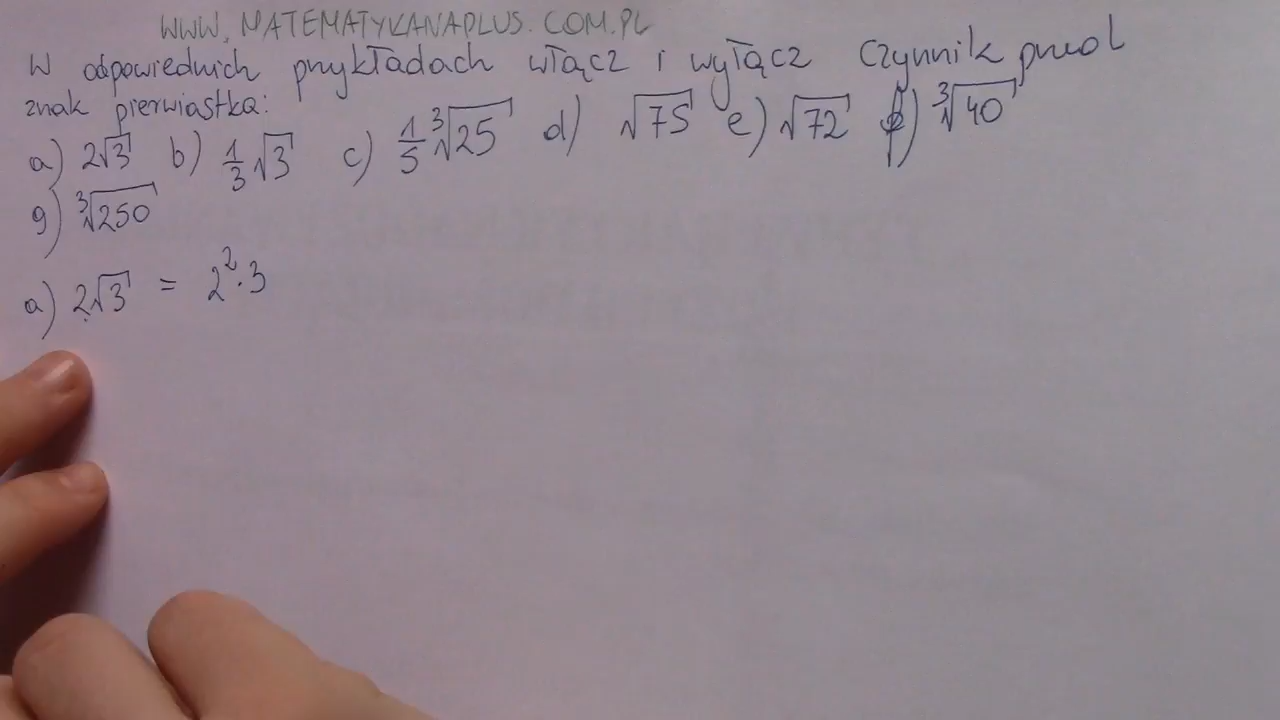 WWW.MATEMATYKANAPLUS.COM.PL
W odpowiednich przykładach włącz i wyłącz czynnik przed
znak pierwiastka:
a) 2√3 b) 1/3 √3 c) 1/5 ∛25 d) √75 e) √72 f) ∛40
g) ∛250
a) 2√3 = 2²·3